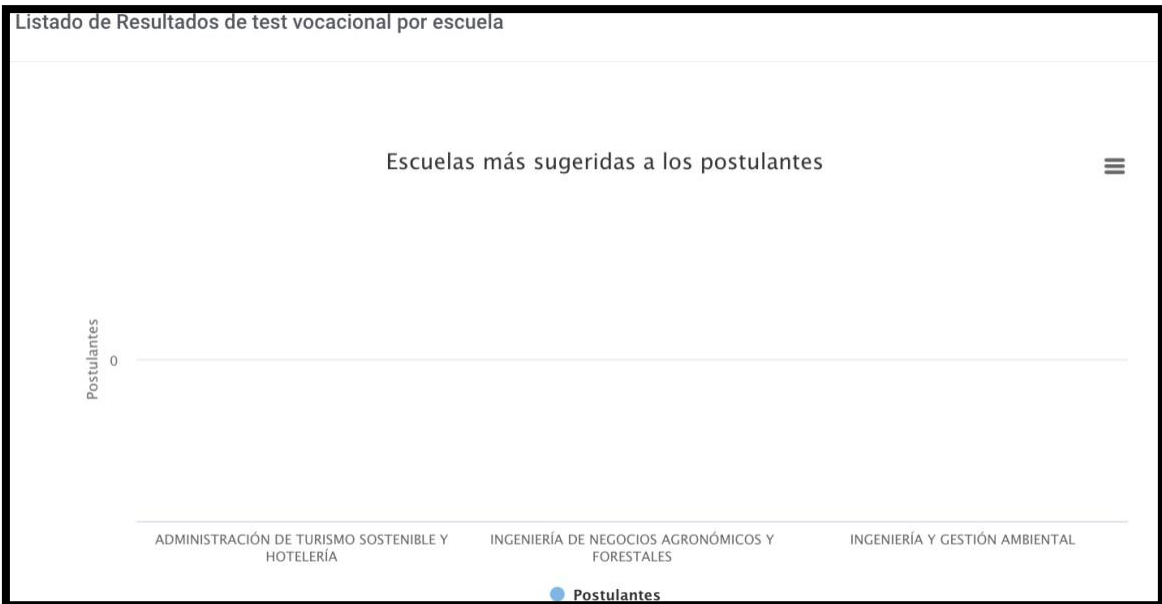 Listado de Resultados de test vocacional por escuela
Escuelas más sugeridas a los postulantes
Postulantes
0
ADMINISTRACIÓN DE TURISMO SOSTENIBLE Y
HOTELERÍA
INGENIERÍA DE NEGOCIOS AGRONÓMICOS Y
FORESTALES
INGENIERÍA Y GESTIÓN AMBIENTAL
Postulantes